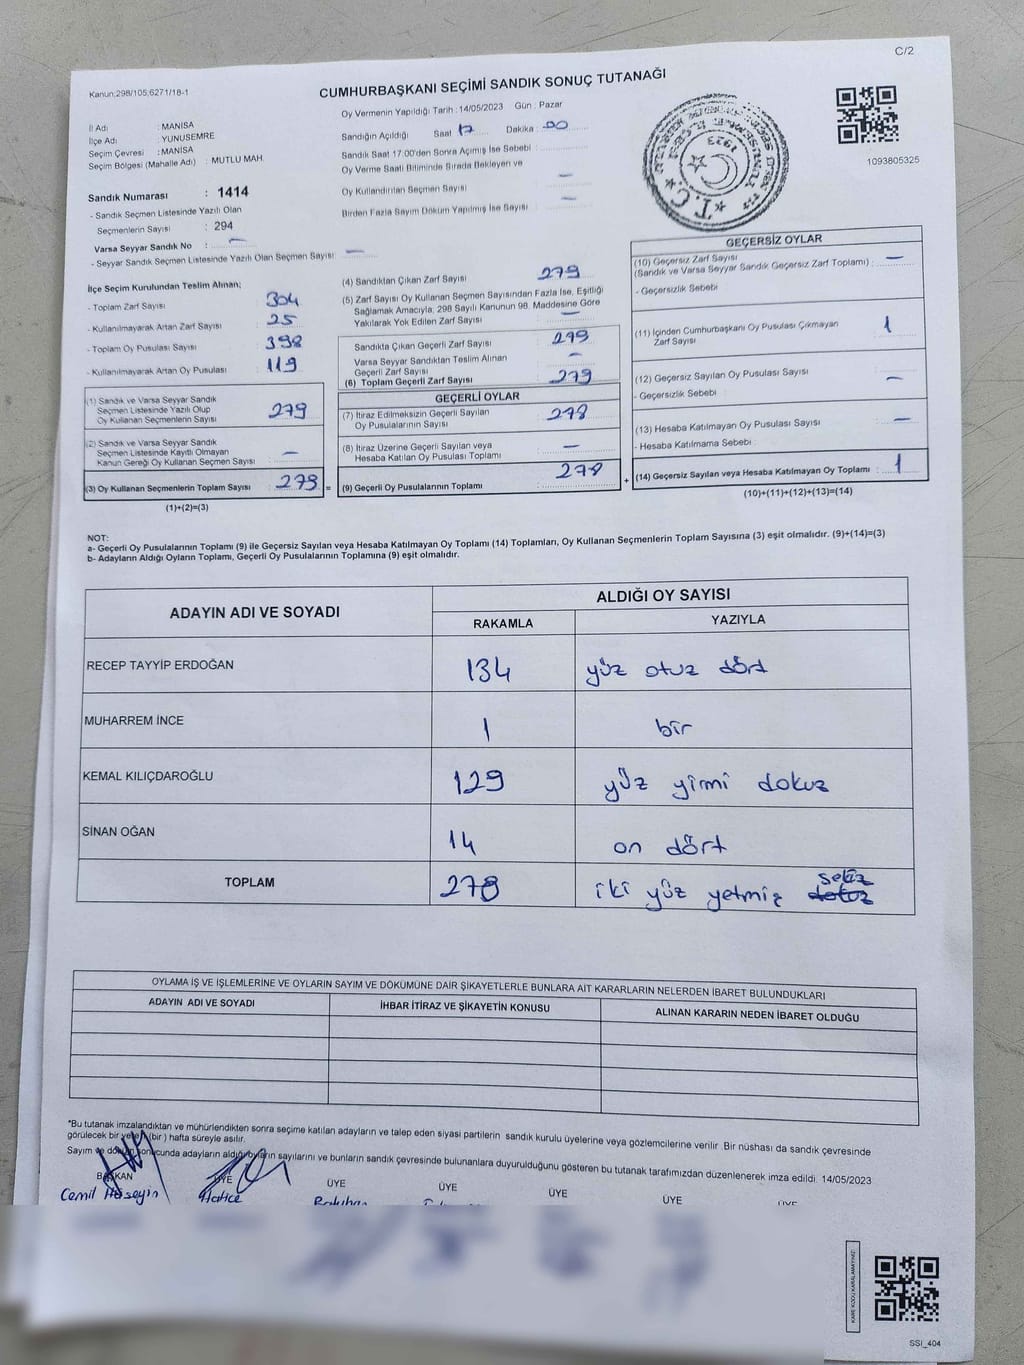 C/2
Kanun;298/105;6271/18-1
CUMHURBAŞKANI SEÇİMİ SANDIK SONUÇ TUTANAĞI
1093805325
İl Adı : MANİSA
İlçe Adı : YUNUSEMRE
Seçim Çevresi : MANİSA
Seçim Bölgesi (Mahalle Adı) : MUTLU MAH.
Sandık Numarası : 1414
- Sandık Seçmen Listesinde Yazılı Olan
Seçmenlerin Sayısı : 294
Varsa Seyyar Sandık No : —
- Seyyar Sandık Seçmen Listesinde Yazılı Olan Seçmen Sayısı : —
Oy Vermenin Yapıldığı Tarih : 14/05/2023 Gün : Pazar
Sandığın Açıldığı Saat 17 Dakika : 00
Sandık Saat 17:00'den Sonra Açımış İse Sebebi :
Oy Verme Saati Bitiminde Sırada Bekleyen ve
Oy Kullandırılan Seçmen Sayısı —
Birden Fazla Sayım Döküm Yapılmış İse Sayısı —
T.C. 1923
İlçe Seçim Kurulundan Teslim Alınan;
- Toplam Zarf Sayısı : 304
- Kullanılmayarak Artan Zarf Sayısı : 25
- Toplam Oy Pusulası Sayısı : 398
- Kullanılmayarak Artan Oy Pusulası : 119
(1) Sandık ve Varsa Seyyar Sandık
Seçmen Listesinde Yazılı Olup
Oy Kullanan Seçmenlerin Sayısı : 279
(2) Sandık ve Varsa Seyyar Sandık
Seçmen Listesinde Kayıtlı Olmayan
Kanun Gereği Oy Kullanan Seçmen Sayısı : —
(3) Oy Kullanan Seçmenlerin Toplam Sayısı : 279 =
(1)+(2)=(3)
(4) Sandıktan Çıkan Zarf Sayısı : 279
(5) Zarf Sayısı Oy Kullanan Seçmen Sayısından Fazla İse, Eşitliği
Sağlamak Amacıyla; 298 Sayılı Kanunun 98. Maddesine Göre
Yakılarak Yok Edilen Zarf Sayısı : —
Sandıkta Çıkan Geçerli Zarf Sayısı : 279
Varsa Seyyar Sandıktan Teslim Alınan
Geçerli Zarf Sayısı : —
(6) Toplam Geçerli Zarf Sayısı : 279
GEÇERLİ OYLAR
(7) İtiraz Edilmeksizin Geçerli Sayılan
Oy Pusulalarının Sayısı : 278
(8) İtiraz Üzerine Geçerli Sayılan veya
Hesaba Katılan Oy Pusulası Toplamı : —
(9) Geçerli Oy Pusulalarının Toplamı : 278 +
GEÇERSİZ OYLAR
(10) Geçersiz Zarf Sayısı
(Sandık ve Varsa Seyyar Sandık Geçersiz Zarf Toplamı) : —
- Geçersizlik Sebebi
(11) İçinden Cumhurbaşkanı Oy Pusulası Çıkmayan
Zarf Sayısı : 1
(12) Geçersiz Sayılan Oy Pusulası Sayısı : —
- Geçersizlik Sebebi :
(13) Hesaba Katılmayan Oy Pusulası Sayısı : —
- Hesaba Katılmama Sebebi :
(14) Geçersiz Sayılan veya Hesaba Katılmayan Oy Toplamı : 1
(10)+(11)+(12)+(13)=(14)
NOT:
a- Geçerli Oy Pusulalarının Toplamı (9) ile Geçersiz Sayılan veya Hesaba Katılmayan Oy Toplamı (14) Toplamları, Oy Kullanan Seçmenlerin Toplam Sayısına (3) eşit olmalıdır. (9)+(14)=(3)
b- Adayların Aldığı Oyların Toplamı, Geçerli Oy Pusulalarının Toplamına (9) eşit olmalıdır.
ADAYIN ADI VE SOYADI ALDIĞI OY SAYISI
RAKAMLA YAZIYLA
RECEP TAYYİP ERDOĞAN 134 yüz otuz dört
MUHARREM İNCE 1 bir
KEMAL KILIÇDAROĞLU 129 yüz yirmi dokuz
SİNAN OĞAN 14 on dört
TOPLAM 278 iki yüz yetmiş dokuz sekiz
OYLAMA İŞ VE İŞLEMLERİNE VE OYLARIN SAYIM VE DÖKÜMÜNE DAİR ŞİKAYETLERLE BUNLARA AİT KARARLARIN NELERDEN İBARET BULUNDUKLARI
ADAYIN ADI VE SOYADI İHBAR İTİRAZ VE ŞİKAYETİN KONUSU ALINAN KARARIN NEDEN İBARET OLDUĞU
*Bu tutanak imzalandıktan ve mühürlendikten sonra seçime katılan adayların ve talep eden siyasi partilerin sandık kurulu üyelerine veya gözlemcilerine verilir. Bir nüshası da sandık çevresinde
görülecek bir yere (bir) hafta süreyle asılır.
Sayım ve döküm sonucunda adayların aldığı oyların sayılarını ve bunların sandık çevresinde bulunanlara duyurulduğunu gösteren bu tutanak tarafımızdan düzenlenerek imza edildi. 14/05/2023
BAŞKAN ÜYE ÜYE ÜYE ÜYE ÜYE ÜYE
Cemil Hüseyin Hatice
KARE KODU KARALAMAYINIZ!
SSI_404